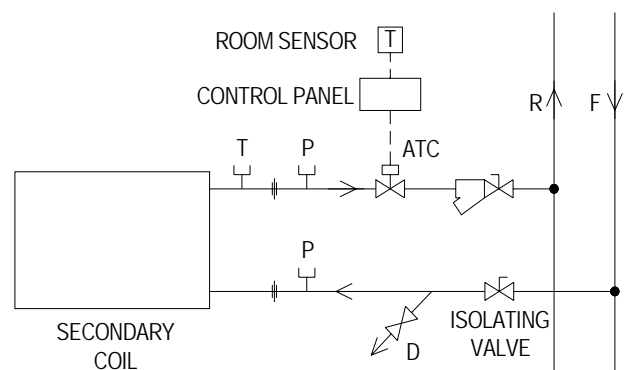 ROOM SENSOR
T
CONTROL PANEL
R
F
T
P
ATC
P
SECONDARY
COIL
D
ISOLATING
VALVE